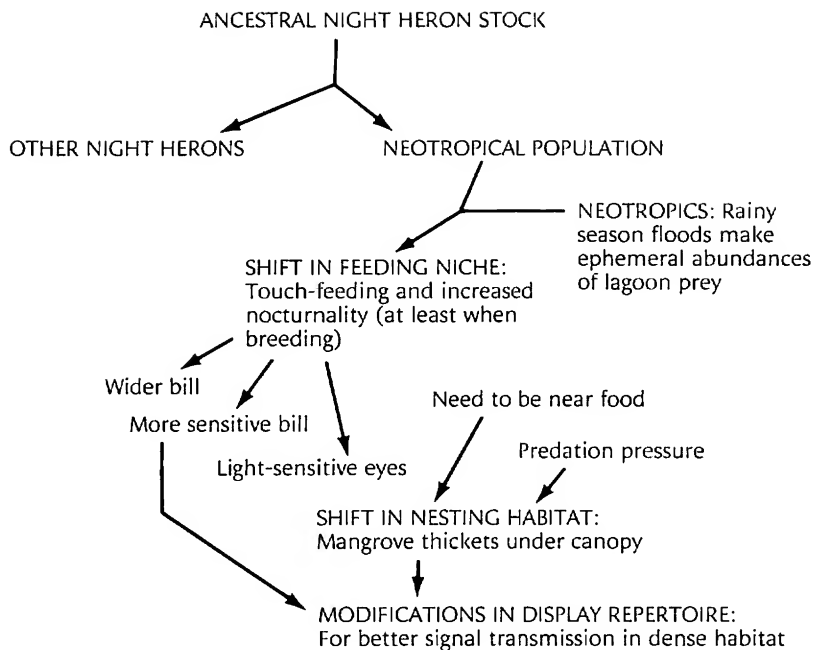 ANCESTRAL NIGHT HERON STOCK
OTHER NIGHT HERONS
NEOTROPICAL POPULATION
NEOTROPICS: Rainy
season floods make
ephemeral abundances
of lagoon prey
SHIFT IN FEEDING NICHE:
Touch-feeding and increased
nocturnality (at least when
breeding)
Wider bill
More sensitive bill
Light-sensitive eyes
Need to be near food
Predation pressure
SHIFT IN NESTING HABITAT:
Mangrove thickets under canopy
MODIFICATIONS IN DISPLAY REPERTOIRE:
For better signal transmission in dense habitat